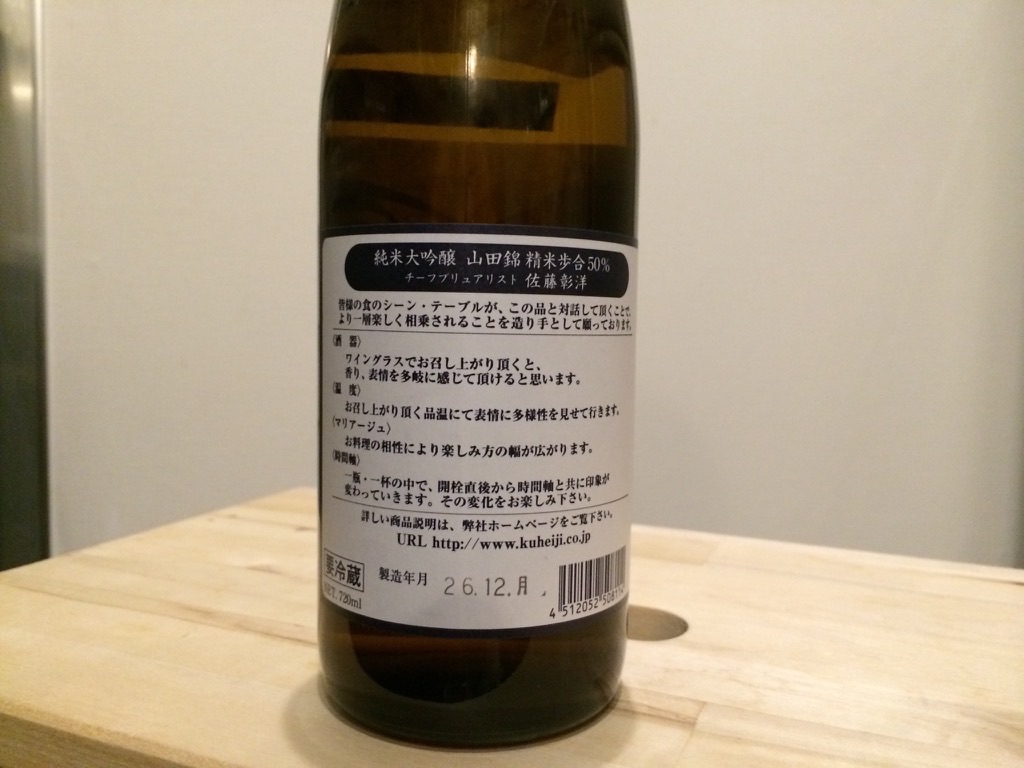 純米大吟醸 山田錦 精米歩合50%
チーフブリュアリスト 佐藤彰洋
皆様の食のシーン・テーブルが、この品と対話して頂くことで、
より一層楽しく相乗されることを造り手として願っております。
〈酒 器〉
ワイングラスでお召し上がり頂くと、
香り、表情を多岐に感じて頂けると思います。
〈温 度〉
お召し上がり頂く品温にて表情に多様性を見せて行きます。
〈マリアージュ〉
お料理の相性により楽しみ方の幅が広がります。
〈時間軸〉
一瓶・一杯の中で、開栓直後から時間軸と共に印象が
変わっていきます。その変化をお楽しみ下さい。
詳しい商品説明は、弊社ホームページをご覧下さい。
URL http://www.kuheiji.co.jp
要冷蔵
製造年月 26.12.月
NET. 720ml
4 512052 508114